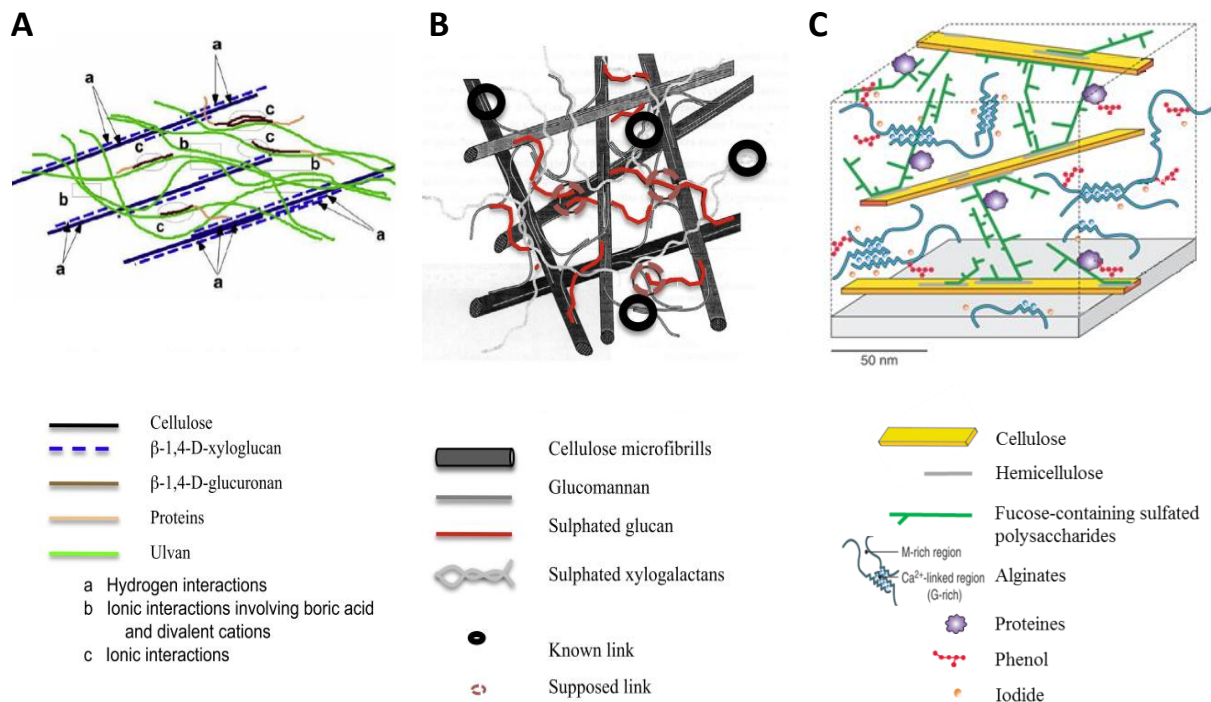 A
a
a
c
c
b
c
c
b
b
c
a
a
a
Cellulose
β-1,4-D-xyloglucan
β-1,4-D-glucuronan
Proteins
Ulvan
a Hydrogen interactions
b Ionic interactions involving boric acid
and divalent cations
c Ionic interactions
B
Cellulose microfibrills
Glucomannan
Sulphated glucan
Sulphated xylogalactans
Known link
Supposed link
C
50 nm
Cellulose
Hemicellulose
Fucose-containing sulfated
polysaccharides
M-rich region
Ca²⁺-linked region
(G-rich)
Alginates
Proteines
Phenol
Iodide